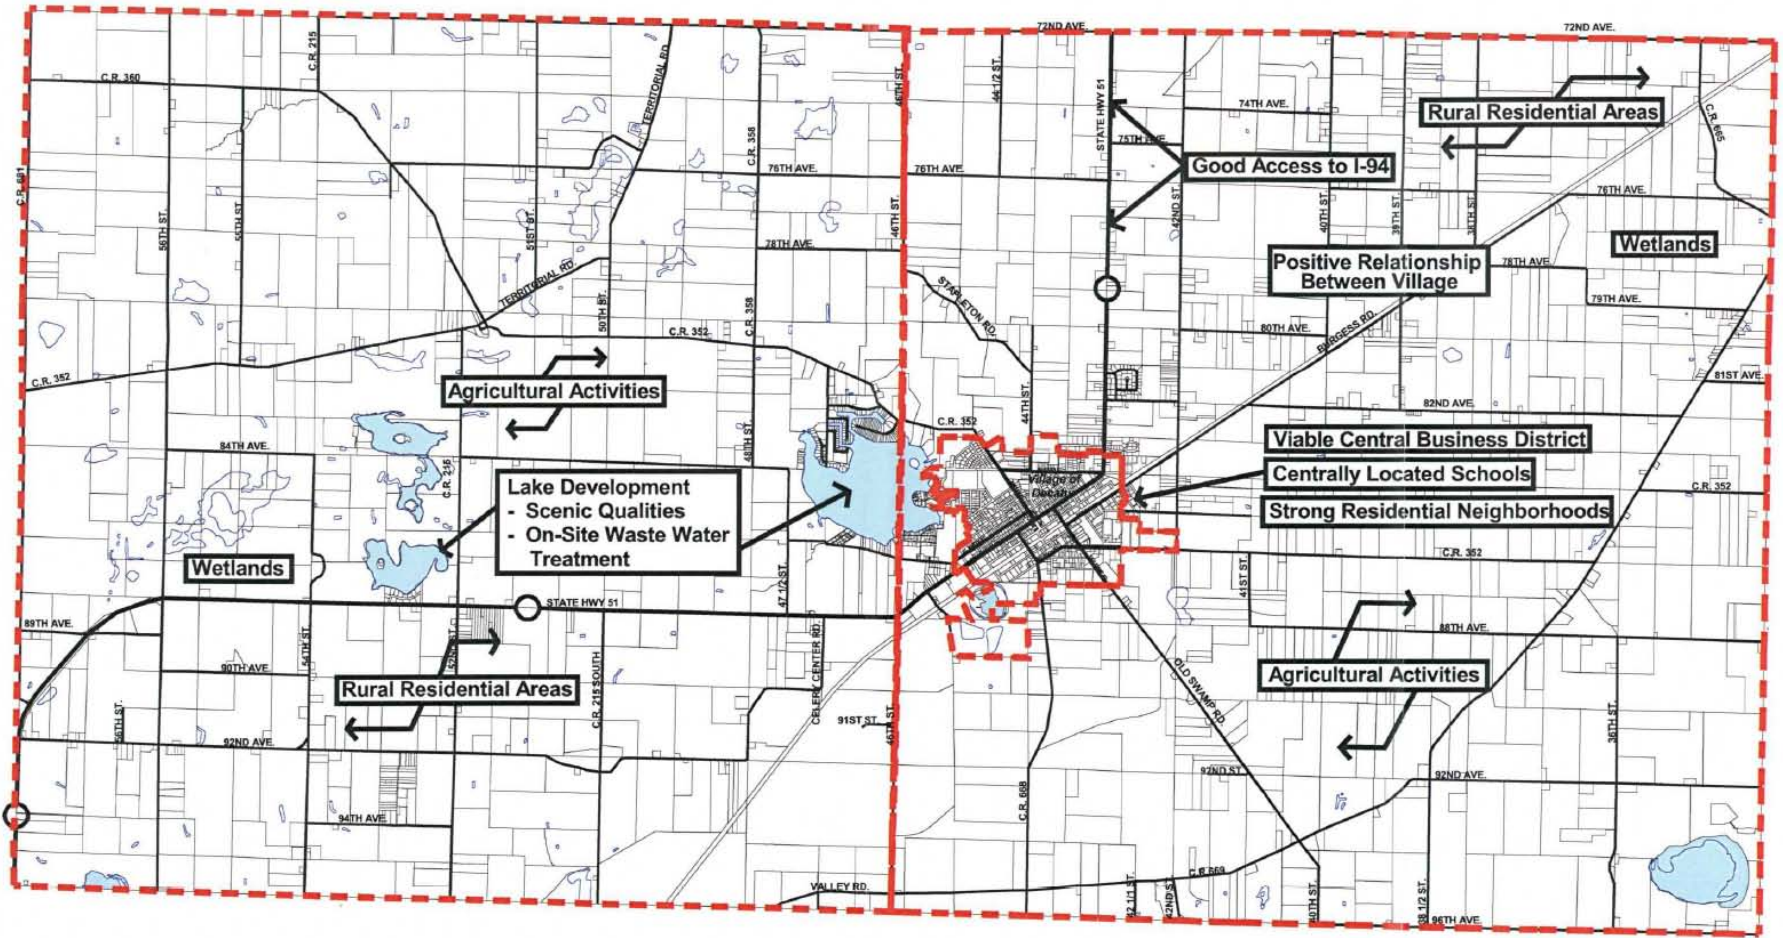 72ND AVE.
72ND AVE.
C.R. 215
TERRITORIAL RD.
46TH ST.
44 1/2 ST.
STATE HWY 51
C.R. 360
74TH AVE.
Rural Residential Areas
C.R. 665
C.R. 358
75TH AVE.
Good Access to I-94
C.R. 681
76TH AVE.
76TH AVE.
76TH AVE.
56TH ST.
55TH ST.
51ST ST.
46TH ST.
42ND ST.
40TH ST.
39TH ST.
38TH ST.
78TH AVE.
Wetlands
Positive Relationship
Between Village
78TH AVE.
TERRITORIAL RD.
50TH ST.
C.R. 358
STAPLETON RD.
79TH AVE.
C.R. 352
80TH AVE.
BURGESS RD.
C.R. 352
Agricultural Activities
44TH ST.
81ST AVE.
82ND AVE.
C.R. 352
84TH AVE.
48TH ST.
Viable Central Business District
Centrally Located Schools
Strong Residential Neighborhoods
C.R. 215
Village of
C.R. 352
Lake Development
- Scenic Qualities
- On-Site Waste Water
Treatment
Wetlands
C.R. 352
47 1/2 ST.
41ST ST.
STATE HWY 51
89TH AVE.
88TH AVE.
54TH ST.
52ND ST.
90TH AVE
Rural Residential Areas
C.R. 215 SOUTH
CELERY CENTER RD.
Agricultural Activities
OLD SWAMP RD.
56TH ST.
91ST ST.
46TH ST.
36TH ST.
92ND AVE.
92ND ST.
92ND AVE.
C.R. 668
94TH AVE.
C.R 669
VALLEY RD.
42ND ST.
40TH ST.
38 1/2 ST.
96TH AVE.